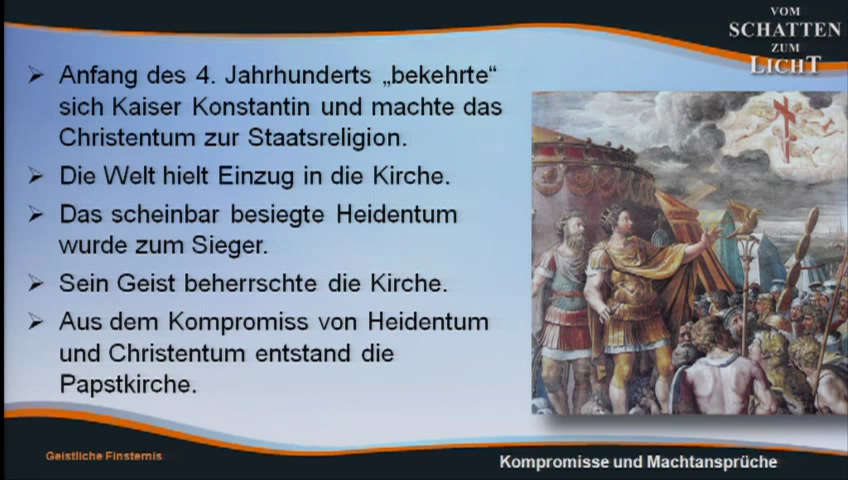 VOM
SCHATTEN
ZUM
LICHT
➢ Anfang des 4. Jahrhunderts „bekehrte“
sich Kaiser Konstantin und machte das
Christentum zur Staatsreligion.
➢ Die Welt hielt Einzug in die Kirche.
➢ Das scheinbar besiegte Heidentum
wurde zum Sieger.
➢ Sein Geist beherrschte die Kirche.
➢ Aus dem Kompromiss von Heidentum
und Christentum entstand die
Papstkirche.
Geistliche Finsternis
Kompromisse und Machtansprüche